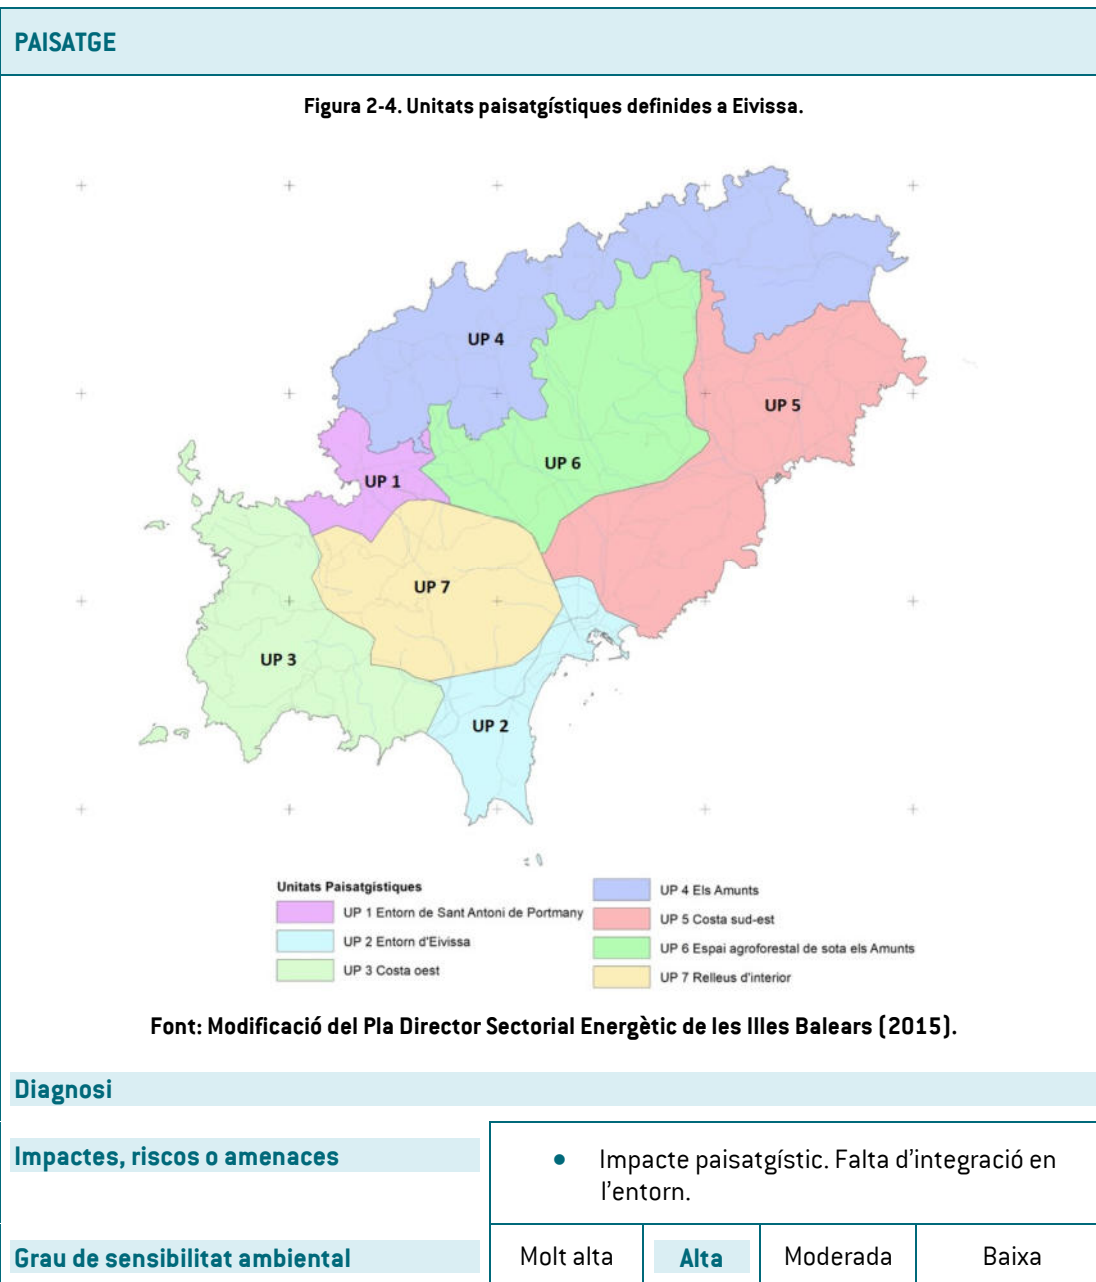 PAISATGE
Figura 2-4. Unitats paisatgístiques definides a Eivissa.
UP 4
UP 5
UP 6
UP 1
UP 7
UP 3
UP 2
Unitats Paisatgístiques
UP 1 Entorn de Sant Antoni de Portmany
UP 2 Entorn d'Eivissa
UP 3 Costa oest
UP 4 Els Amunts
UP 5 Costa sud-est
UP 6 Espai agroforestal de sota els Amunts
UP 7 Relleus d'interior
Font: Modificació del Pla Director Sectorial Energètic de les Illes Balears (2015).
Diagnosi
Impactes, riscos o amenaces
• Impacte paisatgístic. Falta d'integració en
l'entorn.
Grau de sensibilitat ambiental Molt alta Alta Moderada Baixa